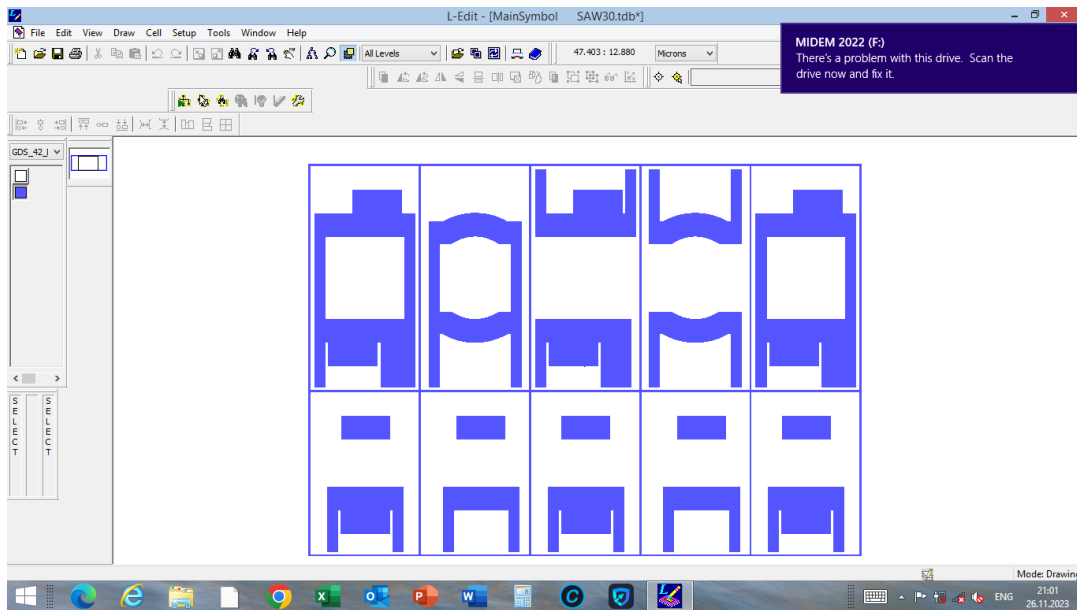 L-Edit - [MainSymbol SAW30.tdb*]
File Edit View Draw Cell Setup Tools Window Help
All Levels
47.403 : 12.880
Microns
MIDEM 2022 (F:)
There's a problem with this drive. Scan the
drive now and fix it.
GDS_42_l
SELECT
SELECT
Mode: Drawin
ENG
21:01
26.11.2023